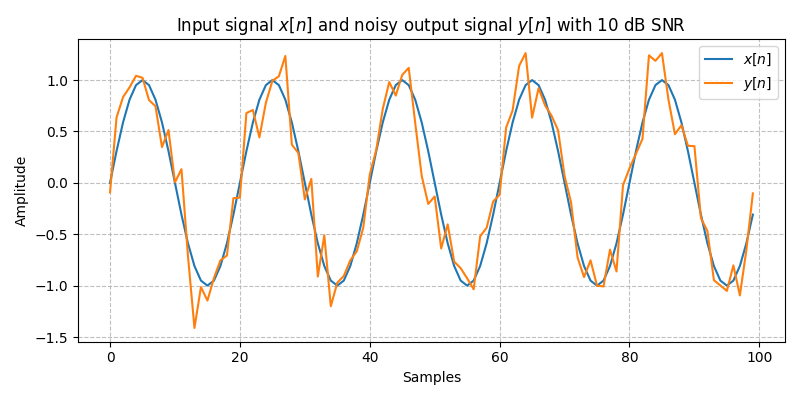 Input signal x[n] and noisy output signal y[n] with 10 dB SNR
x[n]
y[n]
Amplitude
1.0
0.5
0.0
−0.5
−1.0
−1.5
0 20 40 60 80 100
Samples